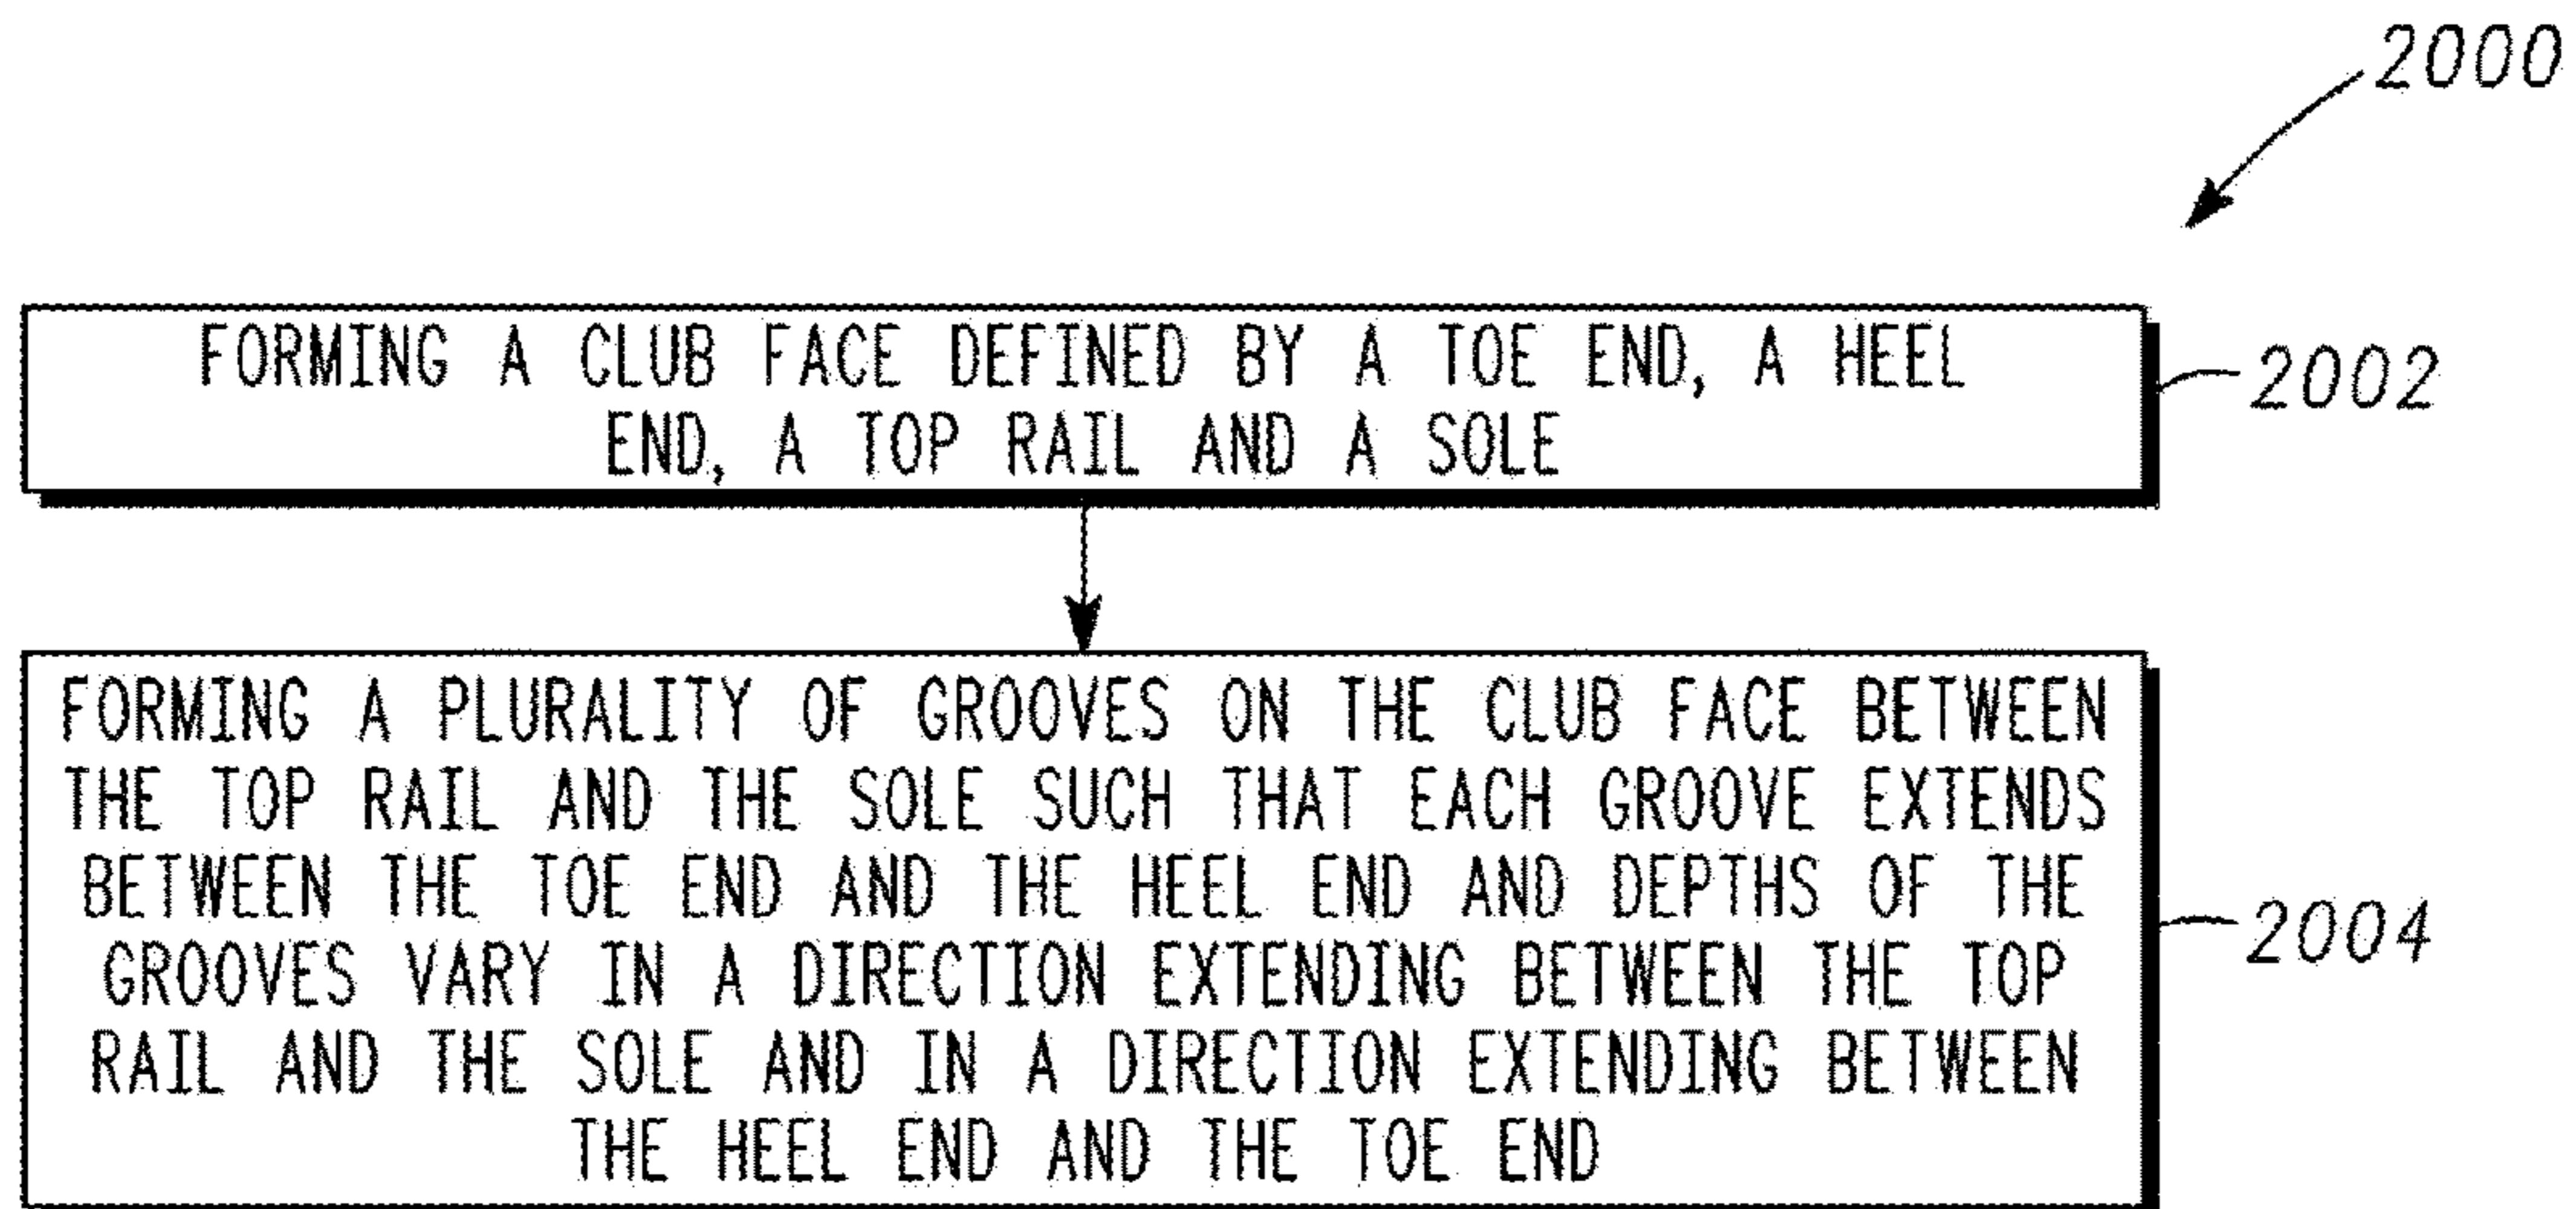 2000
FORMING A CLUB FACE DEFINED BY A TOE END, A HEEL
END, A TOP RAIL AND A SOLE
2002
FORMING A PLURALITY OF GROOVES ON THE CLUB FACE BETWEEN
THE TOP RAIL AND THE SOLE SUCH THAT EACH GROOVE EXTENDS
BETWEEN THE TOE END AND THE HEEL END AND DEPTHS OF THE
GROOVES VARY IN A DIRECTION EXTENDING BETWEEN THE TOP
RAIL AND THE SOLE AND IN A DIRECTION EXTENDING BETWEEN
THE HEEL END AND THE TOE END
2004